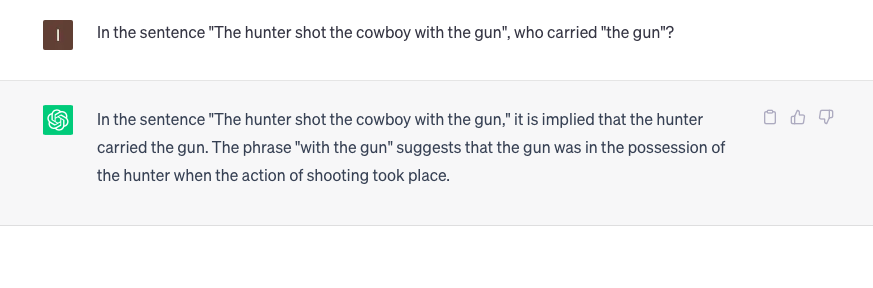 I
In the sentence "The hunter shot the cowboy with the gun", who carried "the gun"?
In the sentence "The hunter shot the cowboy with the gun," it is implied that the hunter
carried the gun. The phrase "with the gun" suggests that the gun was in the possession of
the hunter when the action of shooting took place.